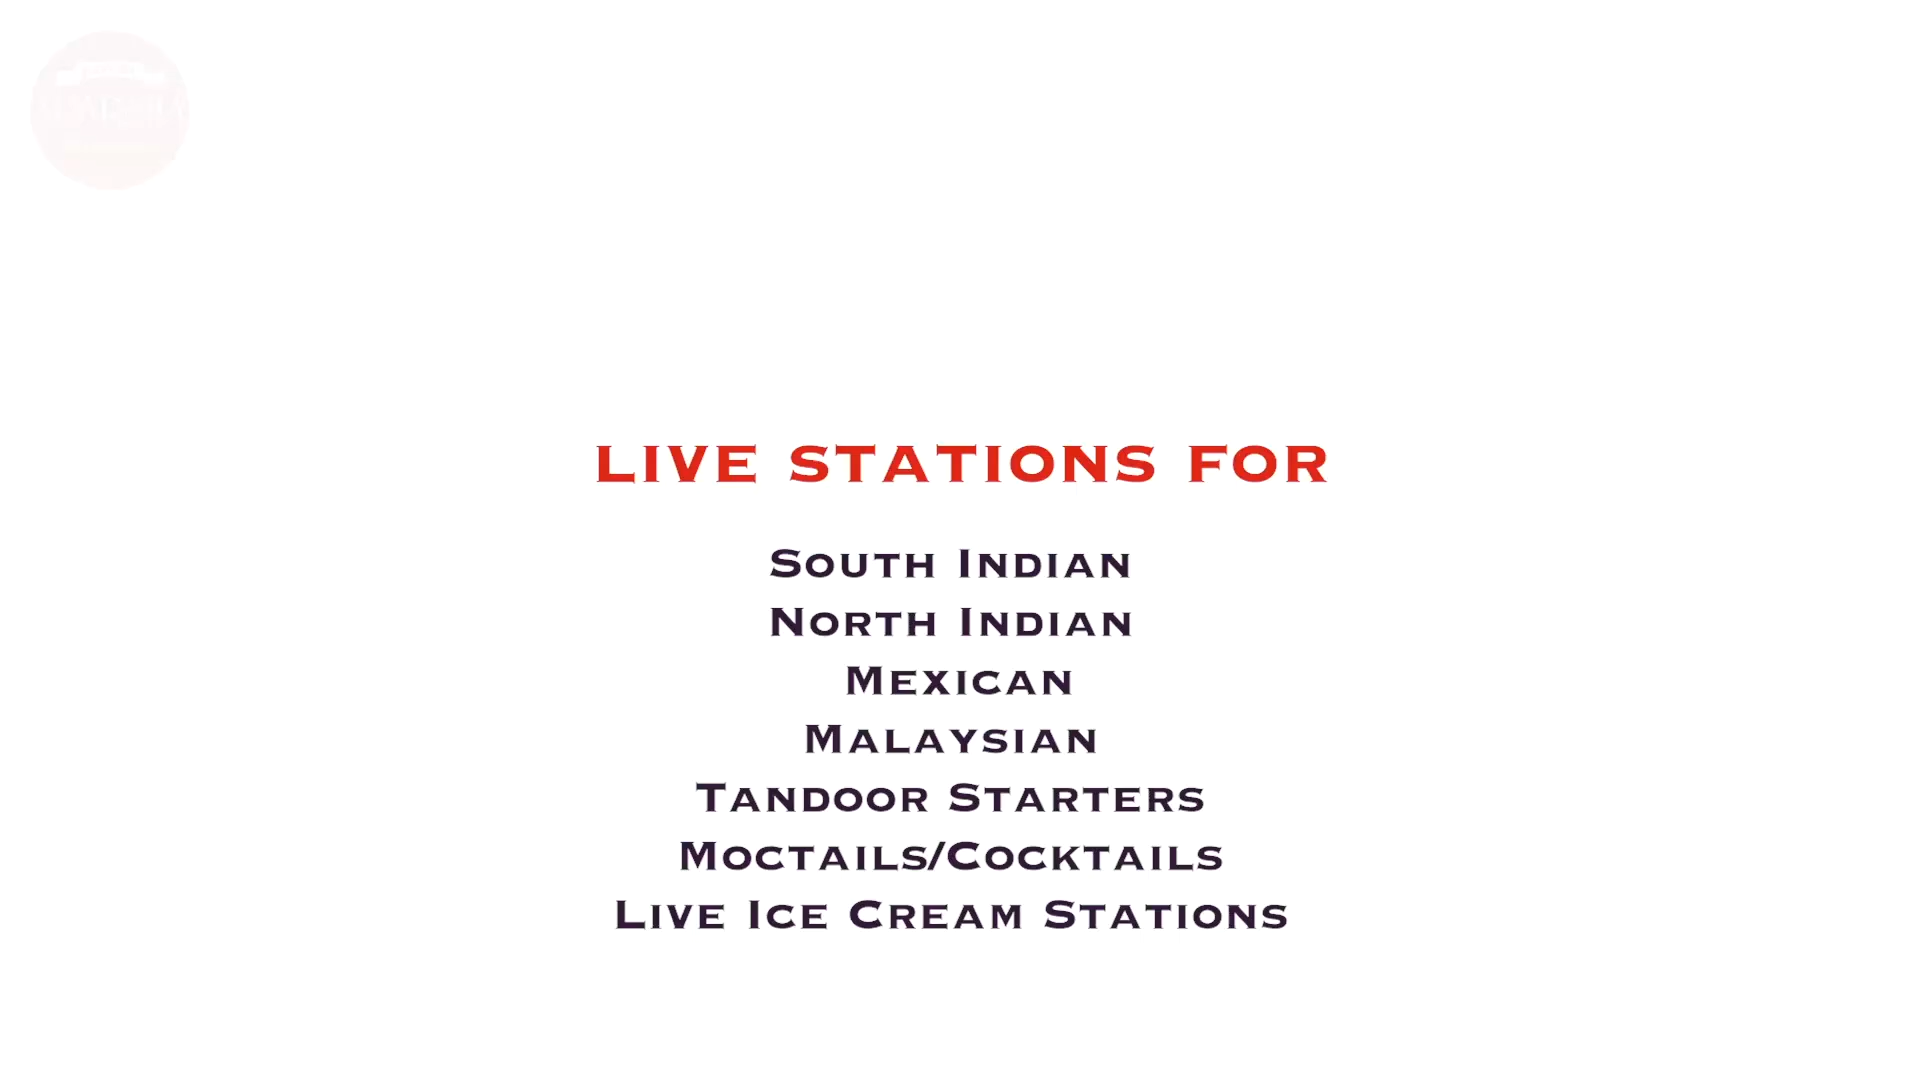 LIVE STATIONS FOR
South Indian
North Indian
Mexican
Malaysian
Tandoor Starters
Moctails/Cocktails
Live Ice Cream Stations